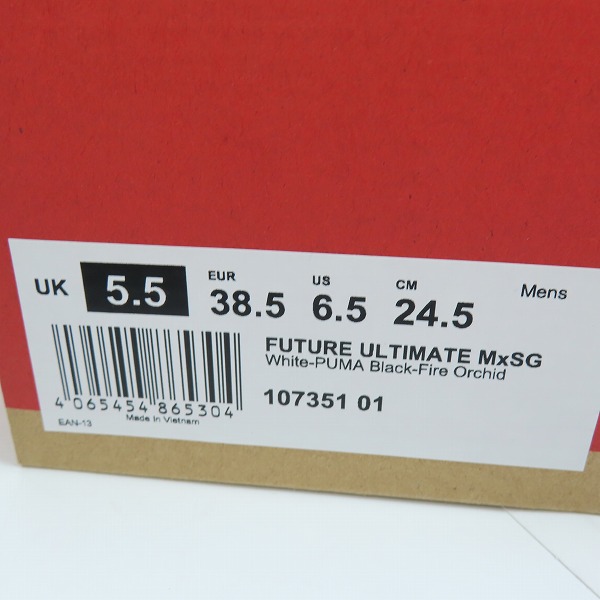 UK 5.5 EUR 38.5 US 6.5 CM 24.5 Mens
FUTURE ULTIMATE MxSG
White-PUMA Black-Fire Orchid
107351 01
4 065454 865304
EAN-13 Made in Vietnam